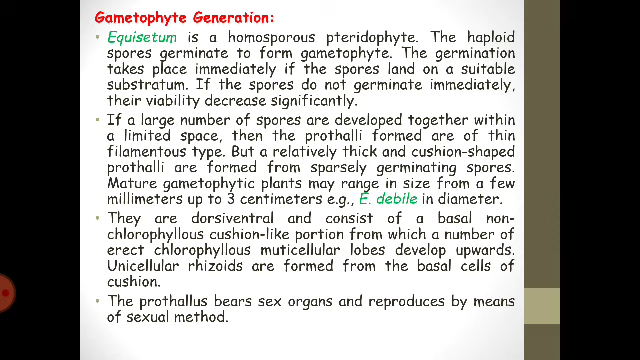 Gametophyte Generation:
• Equisetum is a homosporous pteridophyte. The haploid
spores germinate to form gametophyte. The germination
takes place immediately if the spores land on a suitable
substratum. If the spores do not germinate immediately,
their viability decrease significantly.
• If a large number of spores are developed together within
a limited space, then the prothalli formed are of thin
filamentous type. But a relatively thick and cushion-shaped
prothalli are formed from sparsely germinating spores.
Mature gametophytic plants may range in size from a few
millimeters up to 3 centimeters e.g., E. debile in diameter.
• They are dorsiventral and consist of a basal non-
chlorophyllous cushion-like portion from which a number of
erect chlorophyllous muticellular lobes develop upwards.
Unicellular rhizoids are formed from the basal cells of
cushion.
• The prothallus bears sex organs and reproduces by means
of sexual method.